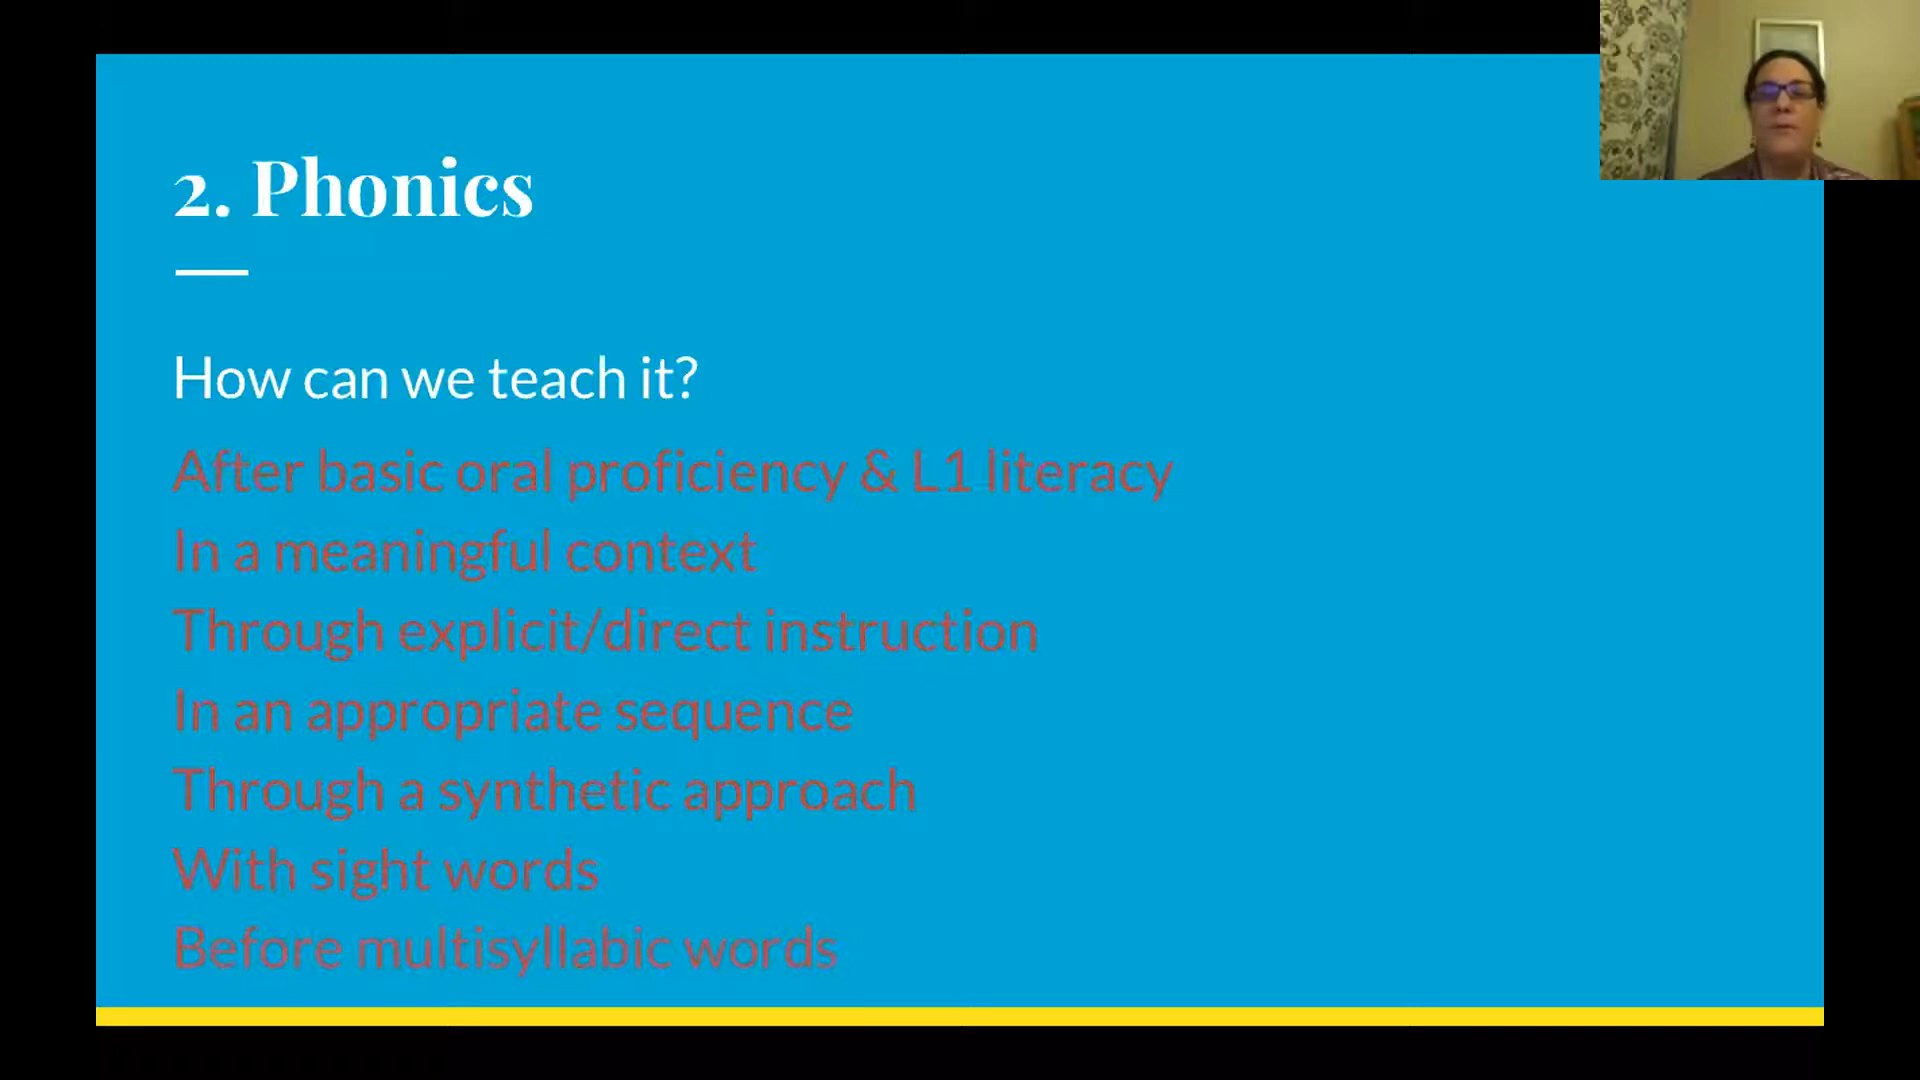 2. Phonics
How can we teach it?
After basic oral proficiency & L1 literacy
In a meaningful context
Through explicit/direct instruction
In an appropriate sequence
Through a synthetic approach
With sight words
Before multisyllabic words